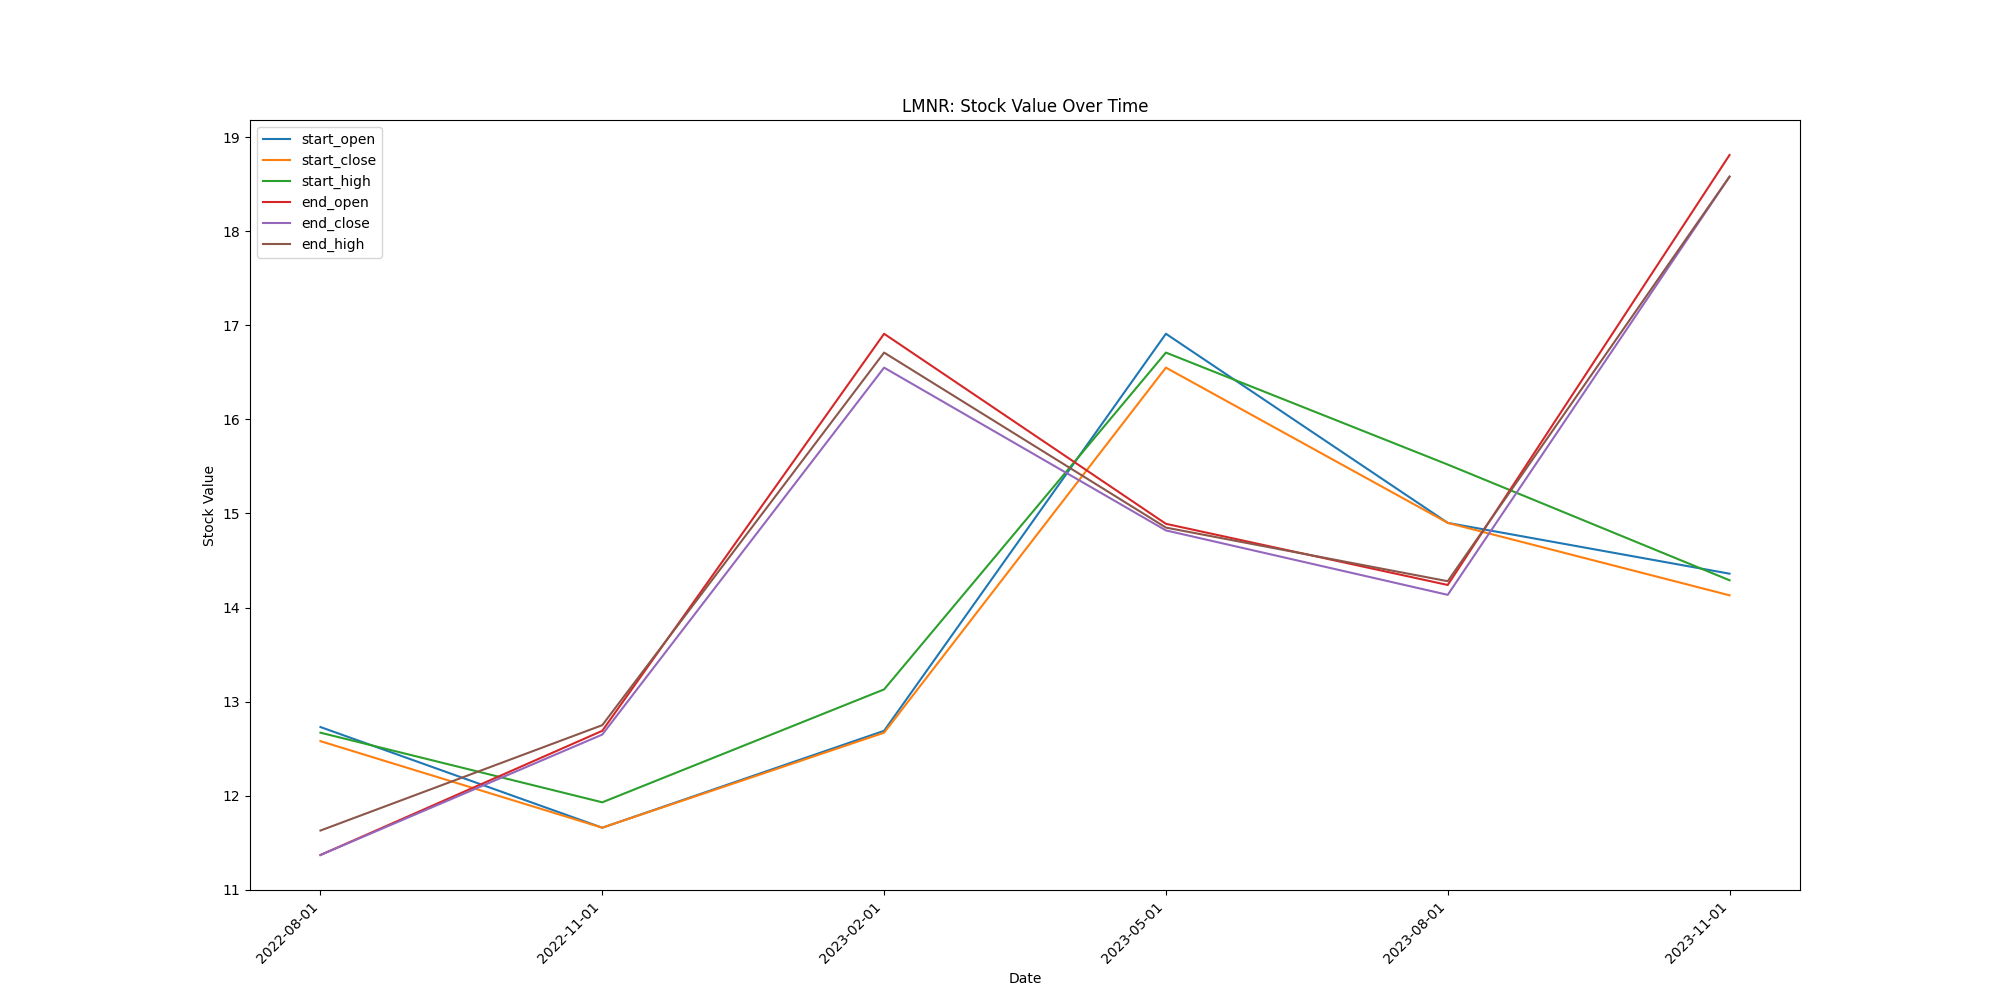 LMNR: Stock Value Over Time
start_open
start_close
start_high
end_open
end_close
end_high
Stock Value
19
18
17
16
15
14
13
12
11
2022-08-01
2022-11-01
2023-02-01
2023-05-01
2023-08-01
2023-11-01
Date